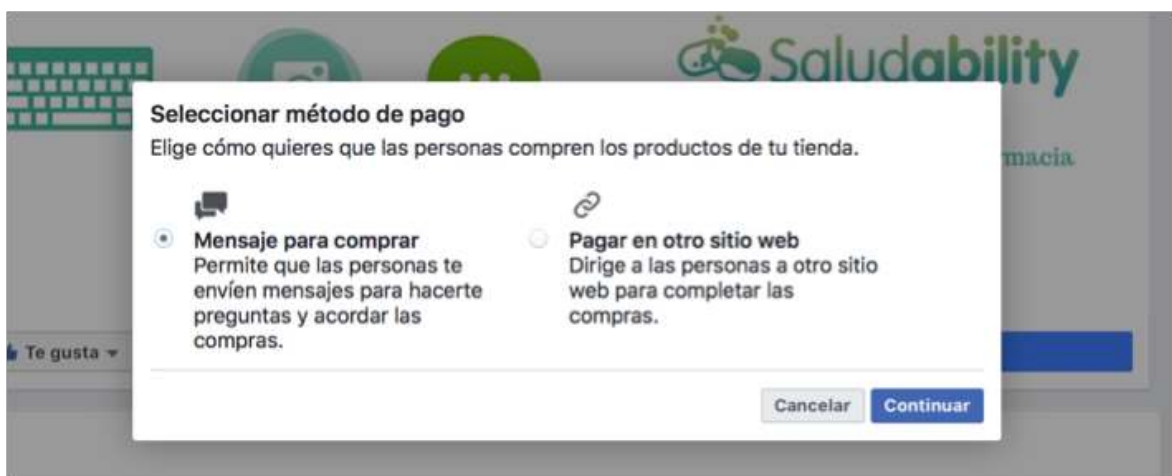 Saludability
Seleccionar método de pago
Elige cómo quieres que las personas compren los productos de tu tienda.
macia
Mensaje para comprar
Permite que las personas te
envíen mensajes para hacerte
preguntas y acordar las
compras.
Pagar en otro sitio web
Dirige a las personas a otro sitio
web para completar las
compras.
Te gusta
Cancelar
Continuar